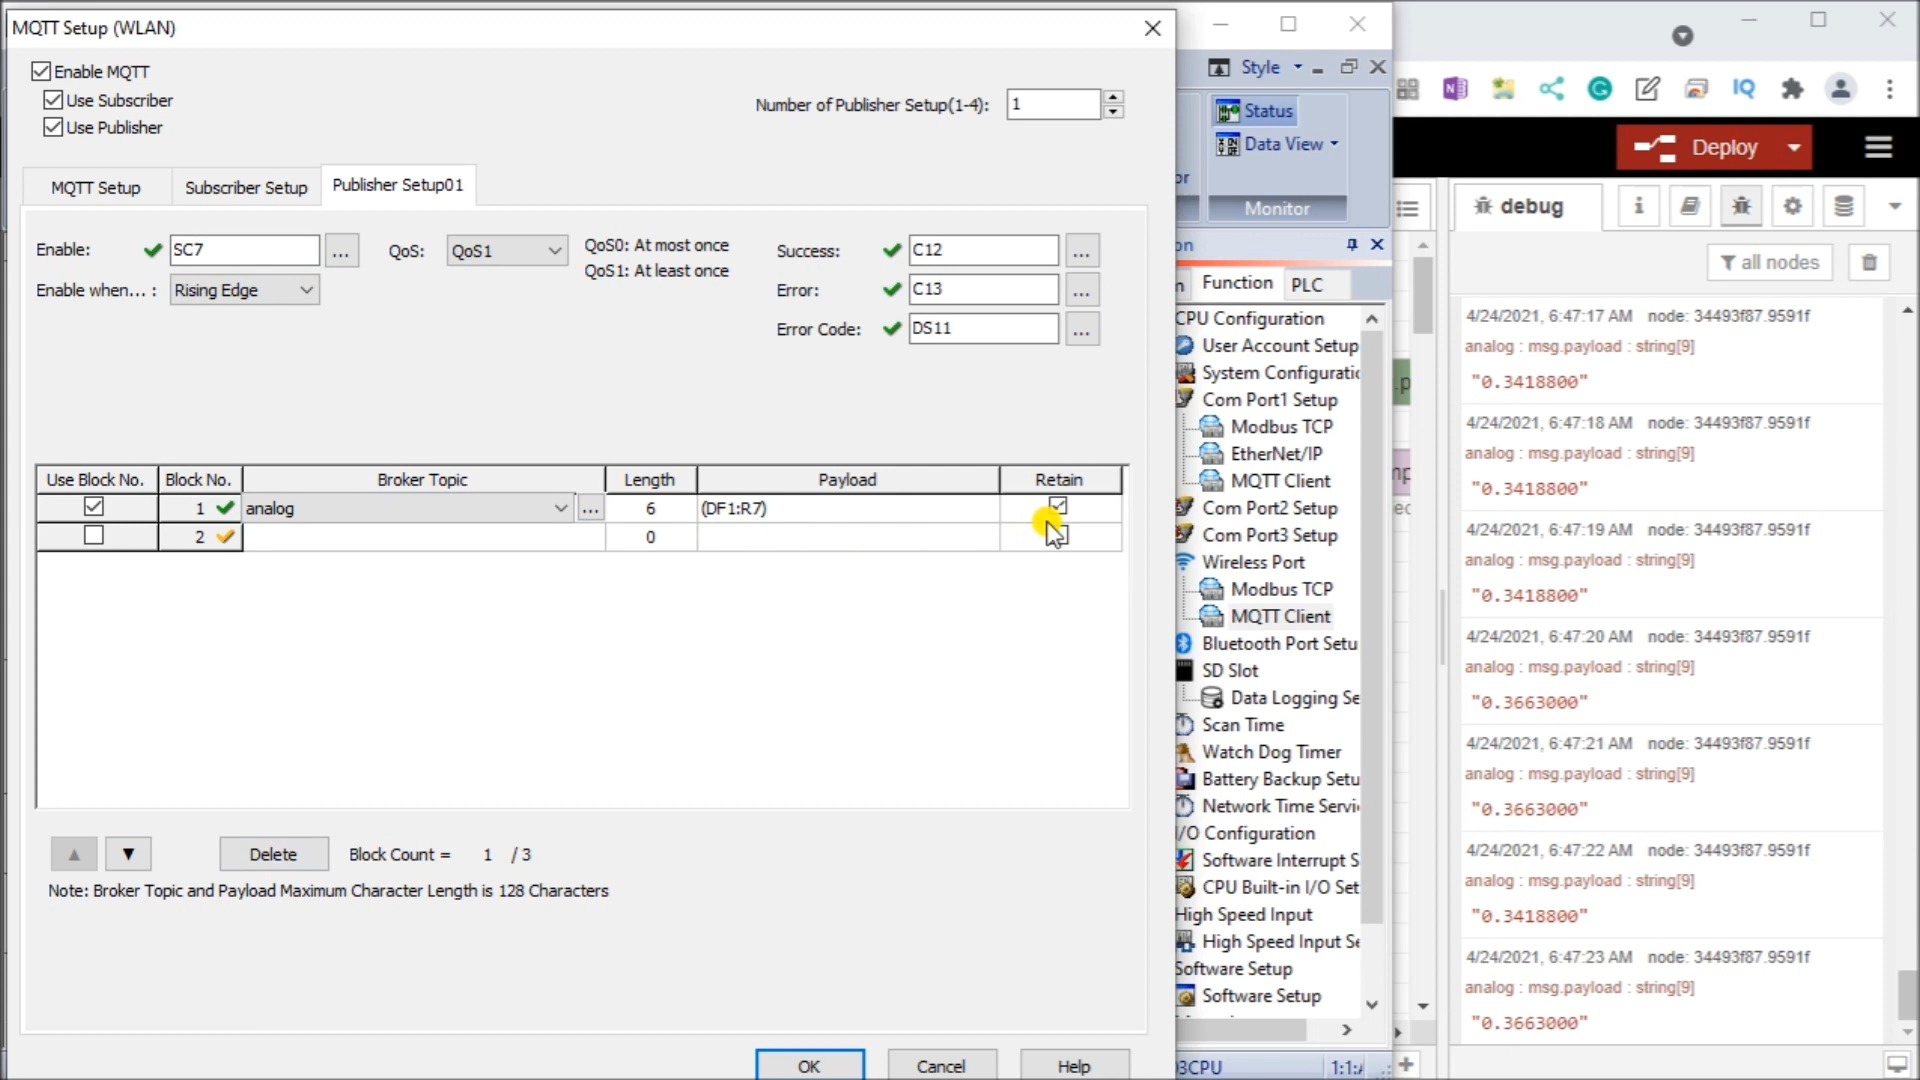 MQTT Setup (WLAN)
Enable MQTT
Use Subscriber
Use Publisher
Number of Publisher Setup(1-4): 1
MQTT Setup
Subscriber Setup
Publisher Setup01
Enable: SC7 ...
Enable when... : Rising Edge
QoS: QoS1
QoS0: At most once
QoS1: At least once
Success: C12 ...
Error: C13 ...
Error Code: DS11 ...
Use Block No. Block No. Broker Topic Length Payload Retain
1 analog ... 6 (DF1:R7)
2 0
Delete Block Count = 1 / 3
Note: Broker Topic and Payload Maximum Character Length is 128 Characters
OK Cancel Help
Style
Status
Data View
or
Monitor
on
m Function PLC
CPU Configuration
User Account Setup
System Configuratio
Com Port1 Setup
Modbus TCP
EtherNet/IP
MQTT Client
Com Port2 Setup
Com Port3 Setup
Wireless Port
Modbus TCP
MQTT Client
Bluetooth Port Setu
SD Slot
Data Logging Se
Scan Time
Watch Dog Timer
Battery Backup Setu
Network Time Servi
I/O Configuration
Software Interrupt S
CPU Built-in I/O Set
High Speed Input
High Speed Input Se
Software Setup
Software Setup
3CPU 1:1:
IQ
Deploy
debug
i
all nodes
4/24/2021, 6:47:17 AM node: 34493f87.9591f
analog : msg.payload : string[9]
"0.3418800"
4/24/2021, 6:47:18 AM node: 34493f87.9591f
analog : msg.payload : string[9]
"0.3418800"
4/24/2021, 6:47:19 AM node: 34493f87.9591f
analog : msg.payload : string[9]
"0.3418800"
4/24/2021, 6:47:20 AM node: 34493f87.9591f
analog : msg.payload : string[9]
"0.3663000"
4/24/2021, 6:47:21 AM node: 34493f87.9591f
analog : msg.payload : string[9]
"0.3663000"
4/24/2021, 6:47:22 AM node: 34493f87.9591f
analog : msg.payload : string[9]
"0.3418800"
4/24/2021, 6:47:23 AM node: 34493f87.9591f
analog : msg.payload : string[9]
"0.3663000"